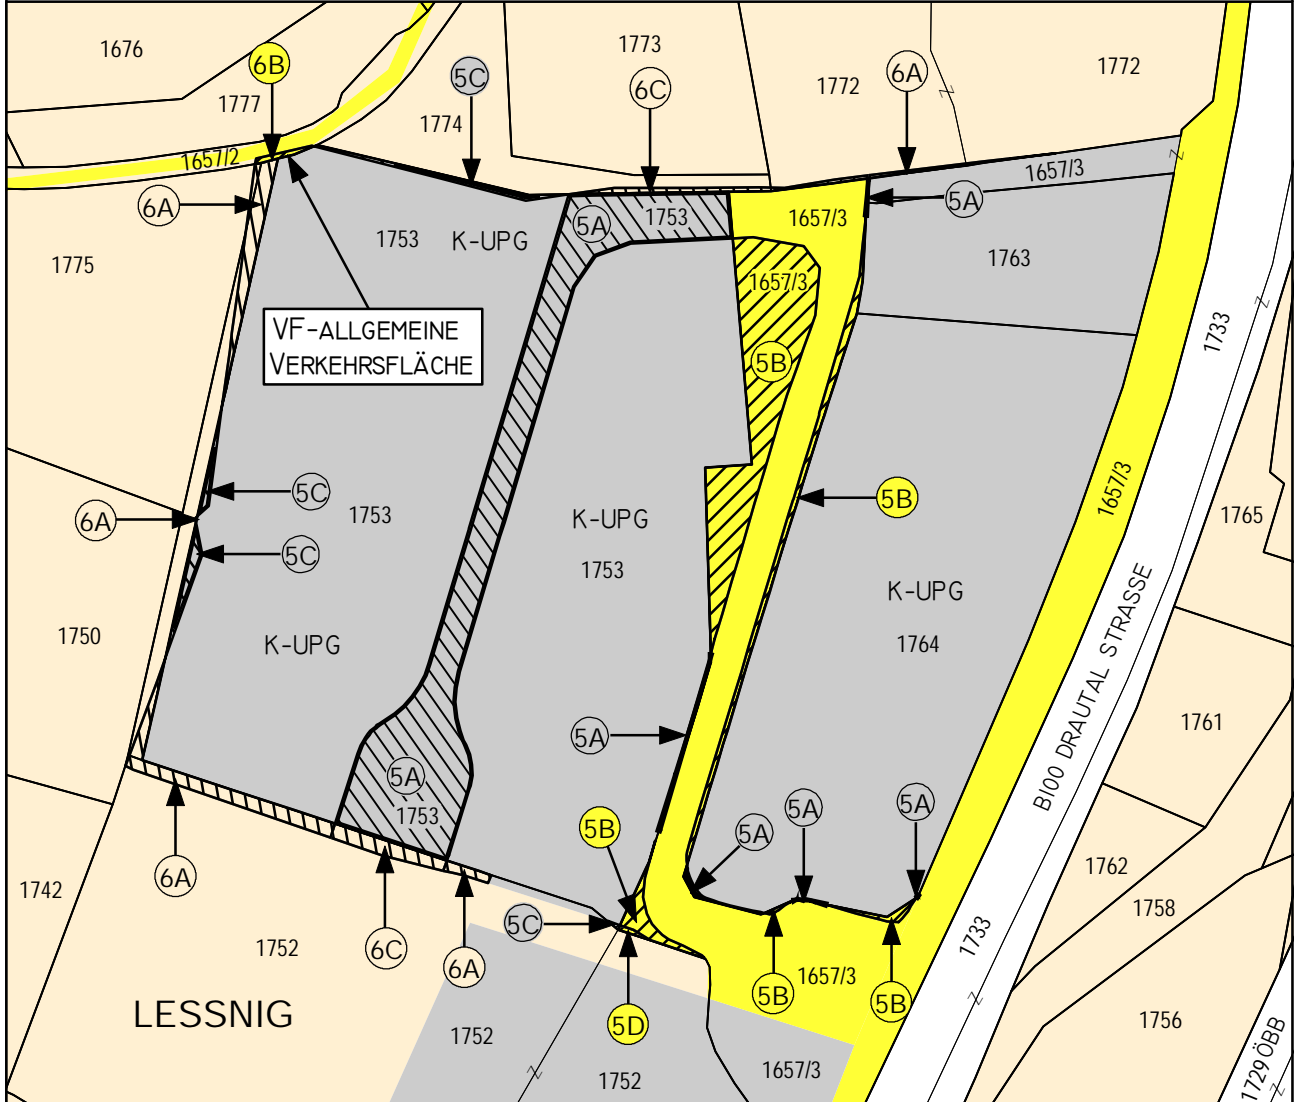 1676
6B
1773
5C
6C
6A
1772
1772
1777
1774
1657/2
1657/3
6A
5A
1753
1657/3
5A
1753
K-UPG
1775
1763
1657/3
VF-ALLGEMEINE
VERKEHRSFLÄCHE
1733
5B
1657/3
5C
5B
1753
K-UPG
6A
1765
5C
1753
K-UPG
B100 DRAUTAL STRASSE
1750
K-UPG
1764
1761
5A
5A
5A
5A
1753
5B
5A
1762
6A
1742
1758
5C
1733
1752
6C
6A
1657/3
5B
5B
LESSNIG
5D
1756
1752
1729 ÖBB
1657/3
1752